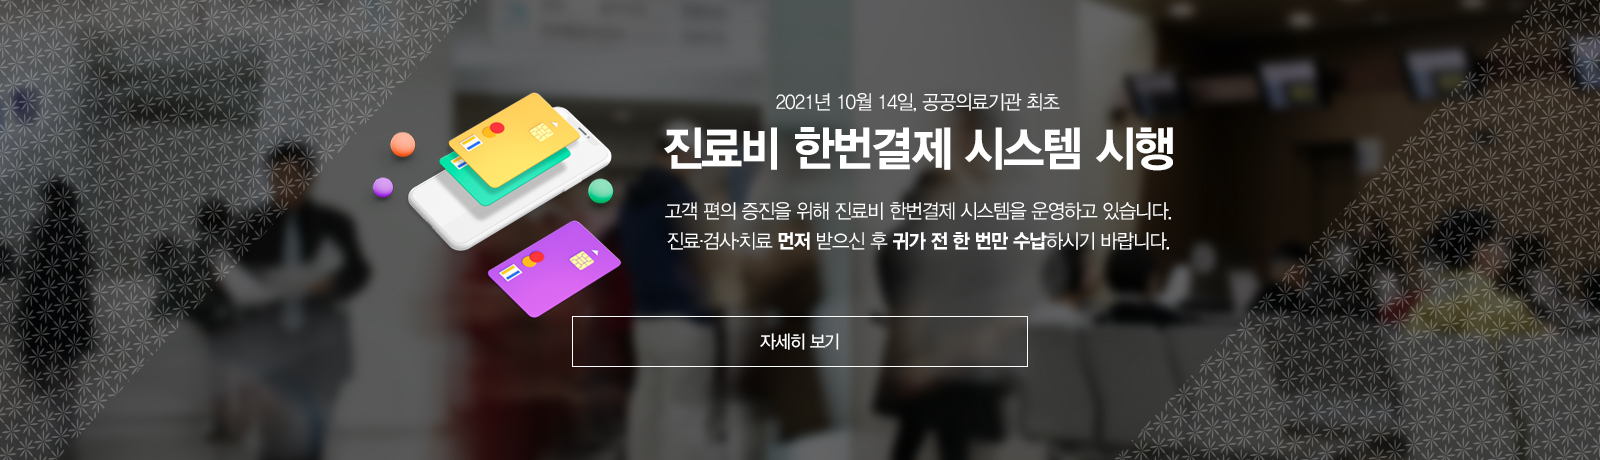 2021년 10월 14일, 공공의료기관 최초
진료비 한번결제 시스템 시행
고객 편의 증진을 위해 진료비 한번결제 시스템을 운영하고 있습니다.
진료·검사·치료 먼저 받으신 후 귀가 전 한 번만 수납하시기 바랍니다.
자세히 보기